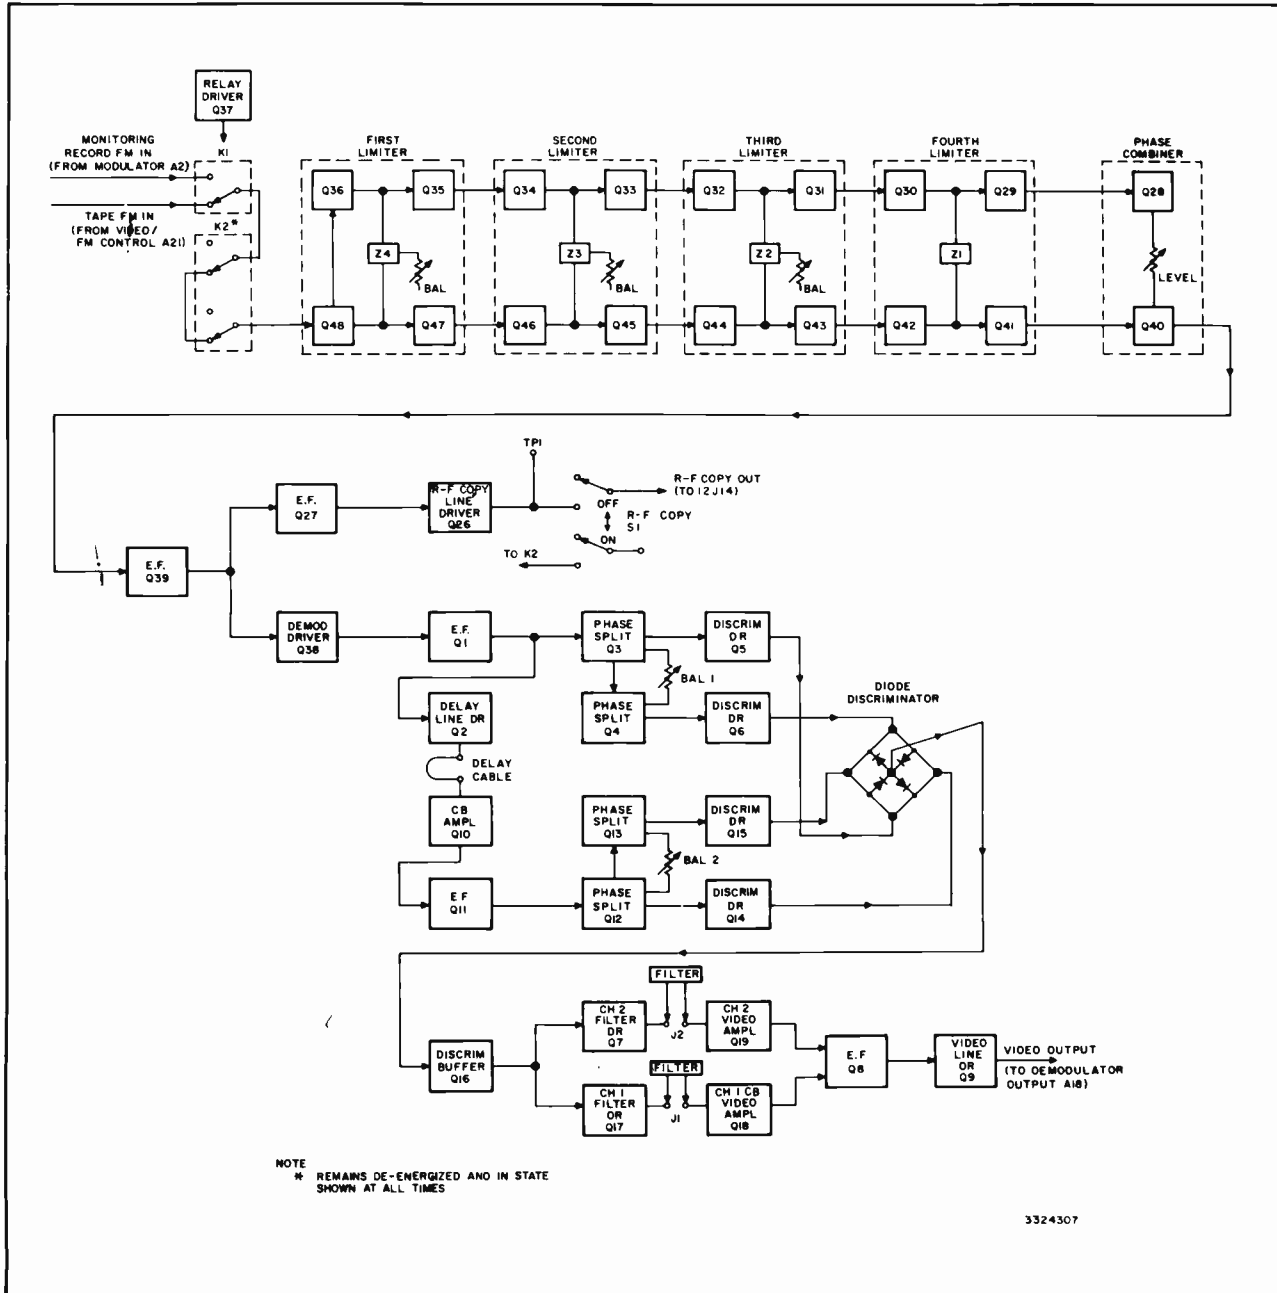 RELAY
DRIVER
Q37
MONITORING
RECORD FM IN
(FROM MODULATOR A2)
K1
TAPE FM IN
(FROM VIDEO/
FM CONTROL A21)
K2*
FIRST
LIMITER
SECOND
LIMITER
THIRD
LIMITER
FOURTH
LIMITER
PHASE
COMBINER
Q36
Q35
Q34
Q33
Q32
Q31
Q30
Q29
Q28
Z4
BAL
Z3
BAL
Z2
BAL
Z1
LEVEL
Q48
Q47
Q46
Q45
Q44
Q43
Q42
Q41
Q40
TP1
E.F.
Q27
R-F COPY
LINE
DRIVER
Q26
R-F COPY OUT
(TO 12J14)
OFF
R-F COPY
S1
ON
TO K2
E.F.
Q39
DEMOD
DRIVER
Q38
E.F.
Q1
PHASE
SPLIT
Q3
DISCRIM
DR
Q5
BAL 1
DELAY
LINE DR
Q2
PHASE
SPLIT
Q4
DISCRIM
DR
Q6
DIODE
DISCRIMINATOR
DELAY
CABLE
CB
AMPL
Q10
PHASE
SPLIT
Q13
DISCRIM
DR
Q15
BAL 2
E F
Q11
PHASE
SPLIT
Q12
DISCRIM
DR
Q14
FILTER
CH 2
FILTER
DR
Q7
J2
CH 2
VIDEO
AMPL
Q19
DISCRIM
BUFFER
Q16
FILTER
CH 1
FILTER
OR
Q17
J1
CH 1 CB
VIDEO
AMPL
Q18
E.F
Q8
VIDEO
LINE
OR
Q9
VIDEO OUTPUT
(TO DEMODULATOR
OUTPUT A18)
NOTE
* REMAINS DE-ENERGIZED AND IN STATE
SHOWN AT ALL TIMES
3324307